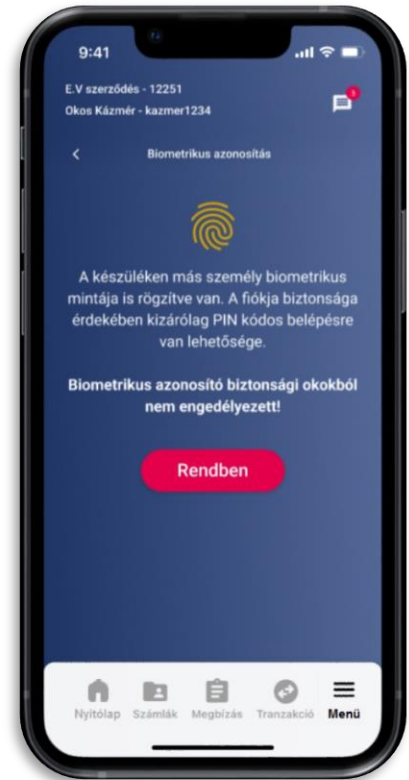 9:41
E.V szerződés - 12251
Okos Kázmér - kazmer1234
3
Biometrikus azonosítás
A készüléken más személy biometrikus
mintája is rögzítve van. A fiókja biztonsága
érdekében kizárólag PIN kódos belépésre
van lehetősége.
Biometrikus azonosító biztonsági okokból
nem engedélyezett!
Rendben
Nyitólap Számlák Megbízás Tranzakció Menü